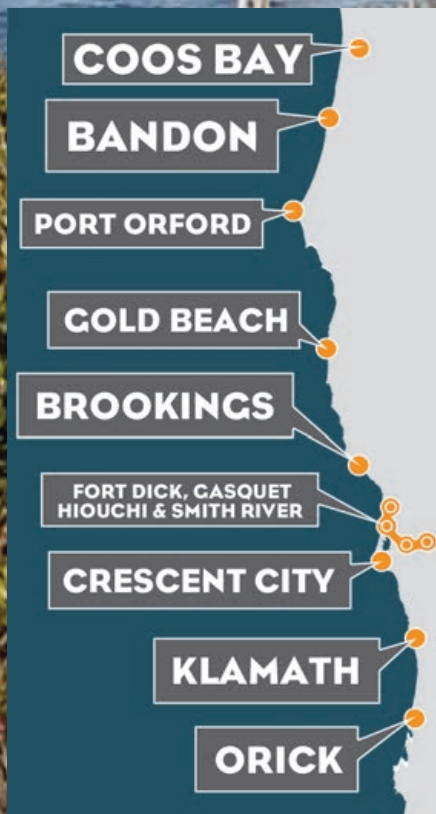 COOS BAY
BANDON
PORT ORFORD
GOLD BEACH
BROOKINGS
FORT DICK, GASQUET
HIOUCHI & SMITH RIVER
CRESCENT CITY
KLAMATH
ORICK